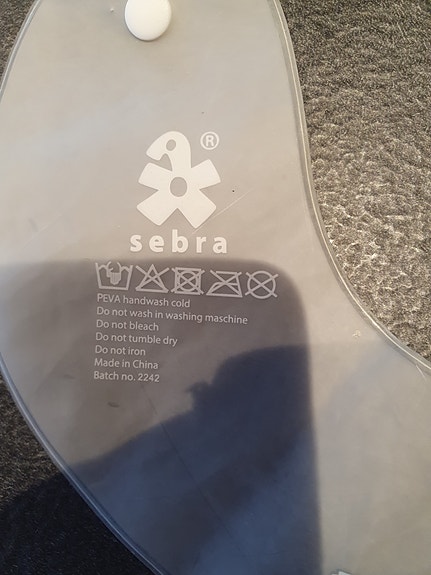 ®
sebra
PEVA handwash cold
Do not wash in washing maschine
Do not bleach
Do not tumble dry
Do not iron
Made in China
Batch no. 2242